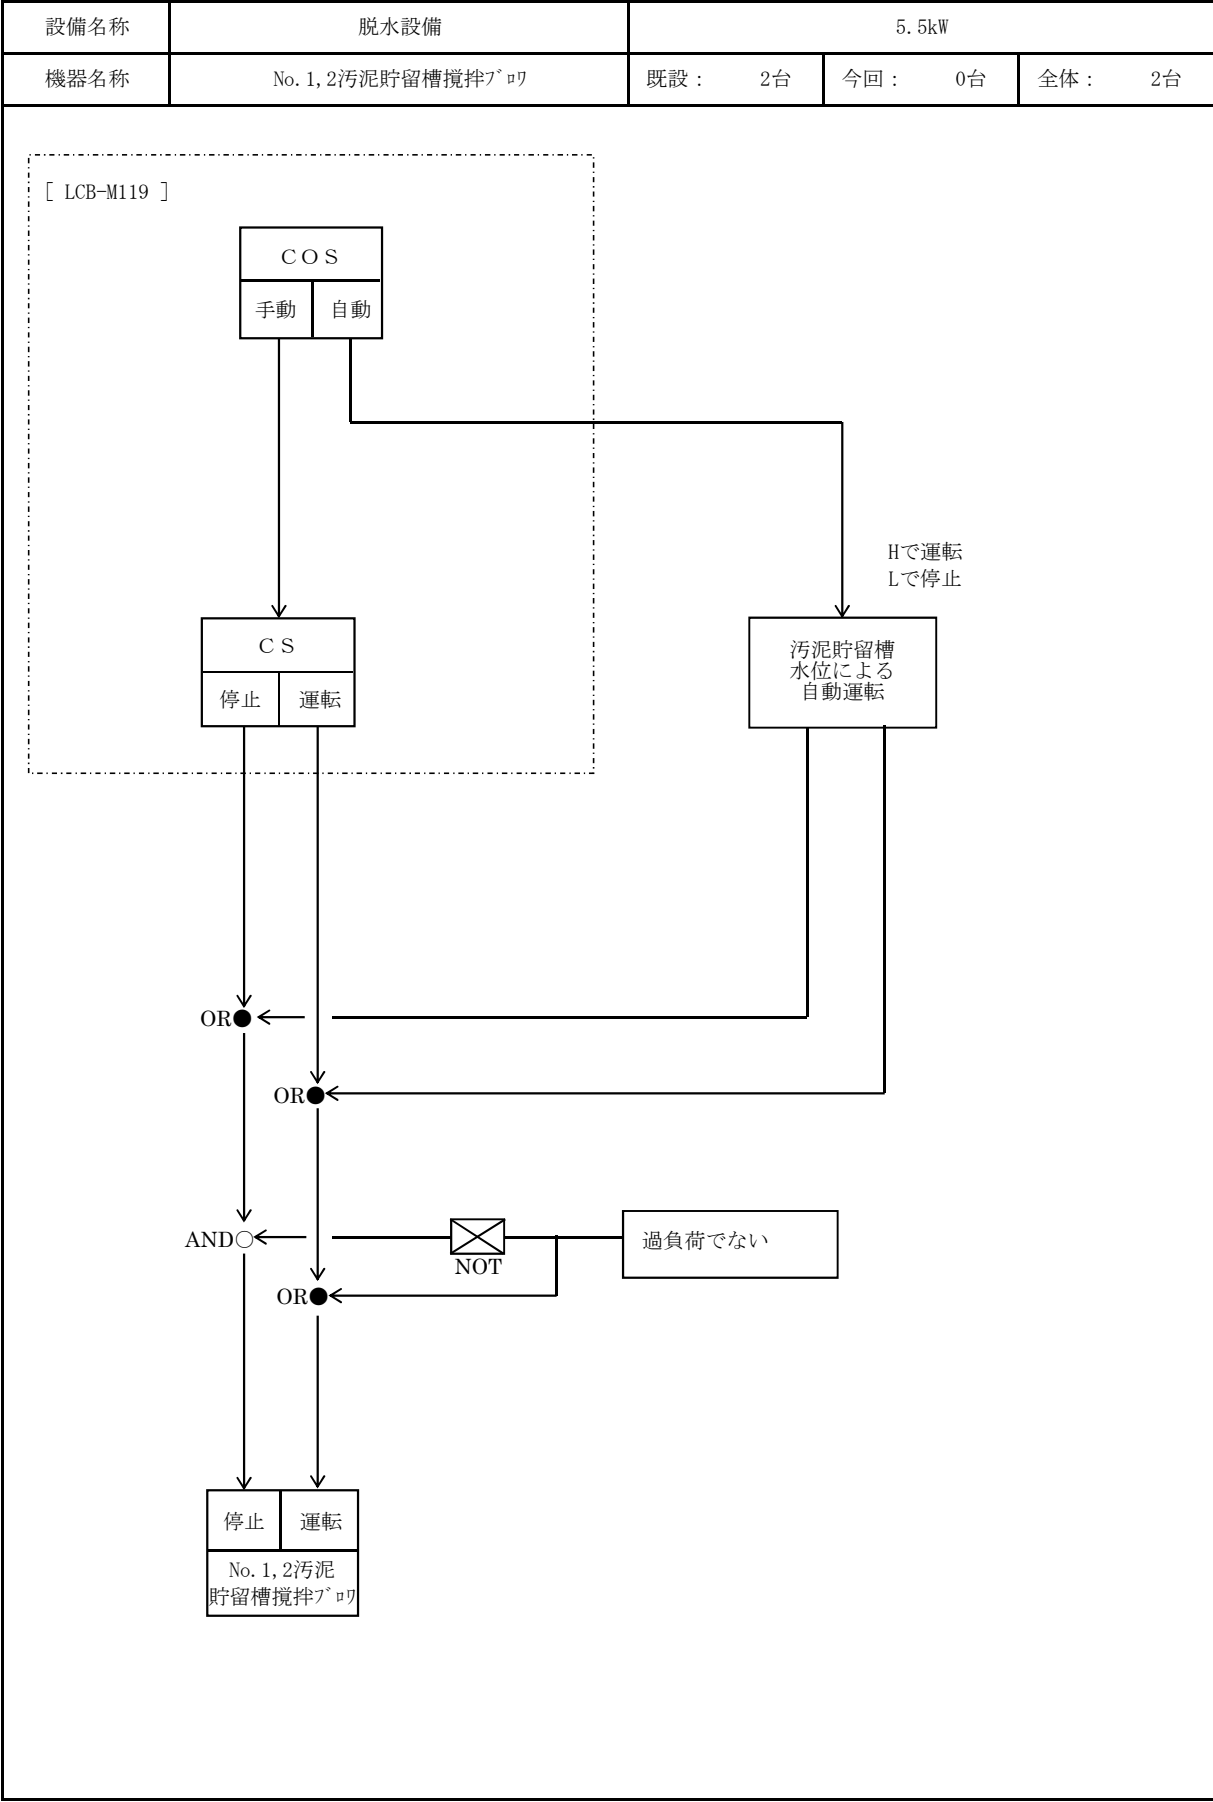 設備名称 脱水設備 5.5kW
機器名称 No.1,2汚泥貯留槽撹拌ﾌﾞﾛﾜ 既設： 2台 今回： 0台 全体： 2台
[ LCB-M119 ]
ＣＯＳ
手動 自動
Hで運転
Lで停止
ＣＳ
停止 運転
汚泥貯留槽
水位による
自動運転
OR●
OR●
AND○
過負荷でない
NOT
OR●
停止 運転
No.1,2汚泥
貯留槽撹拌ﾌﾞﾛﾜ